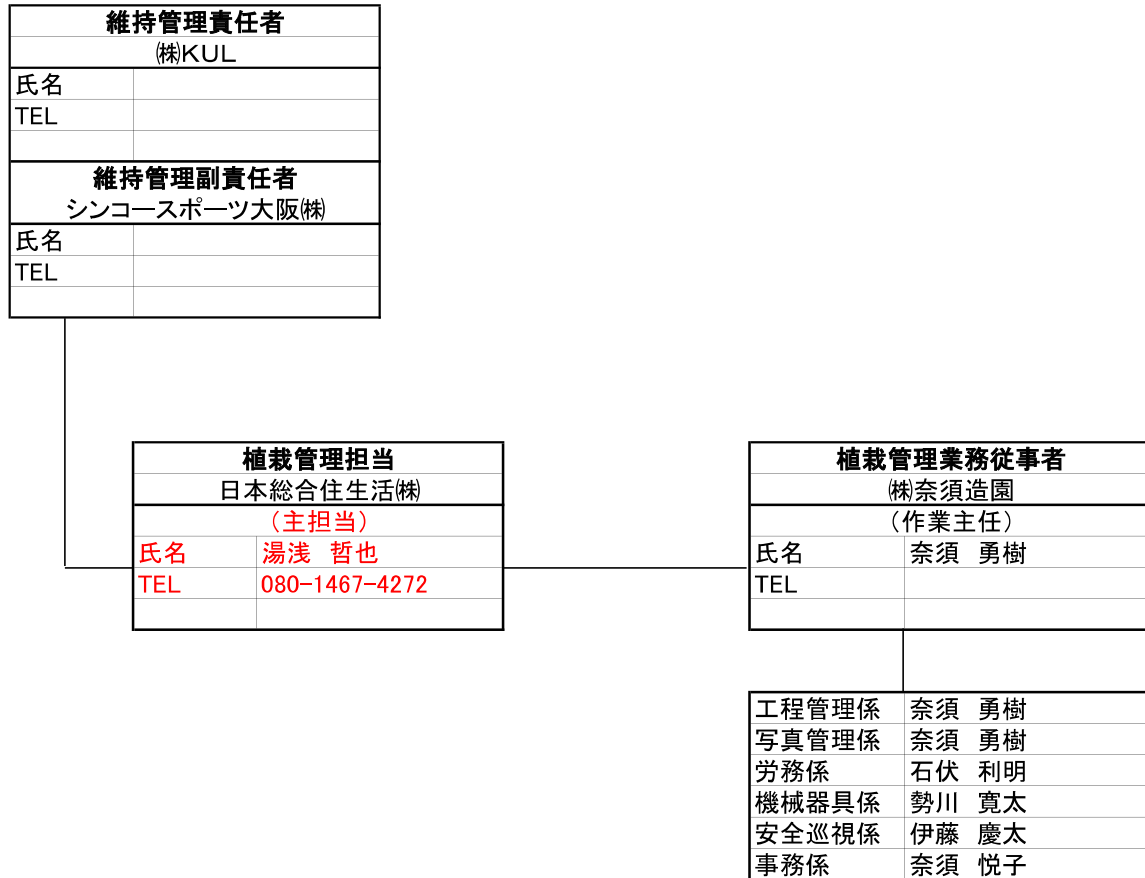 維持管理責任者
㈱KUL
氏名
TEL
維持管理副責任者
シンコースポーツ大阪㈱
氏名
TEL
植栽管理担当
日本総合住生活㈱
（主担当）
氏名 湯浅 哲也
TEL 080-1467-4272
植栽管理業務従事者
㈱奈須造園
（作業主任）
氏名 奈須 勇樹
TEL
工程管理係 奈須 勇樹
写真管理係 奈須 勇樹
労務係 石伏 利明
機械器具係 勢川 寛太
安全巡視係 伊藤 慶太
事務係 奈須 悦子